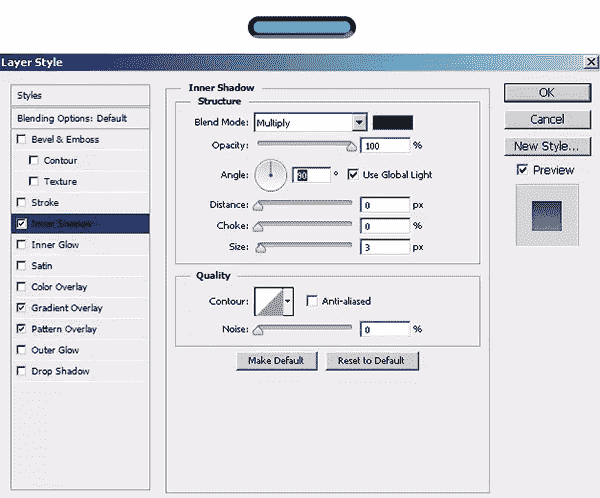 Layer Style
Styles
Blending Options: Default
Bevel & Emboss
Contour
Texture
Stroke
Inner Shadow
Inner Glow
Satin
Color Overlay
Gradient Overlay
Pattern Overlay
Outer Glow
Drop Shadow
Inner Shadow
Structure
Blend Mode: Multiply
Opacity: 100 %
Angle: 90 ° Use Global Light
Distance: 0 px
Choke: 0 %
Size: 3 px
Quality
Contour: Anti-aliased
Noise: 0 %
Make Default Reset to Default
OK
Cancel
New Style...
Preview